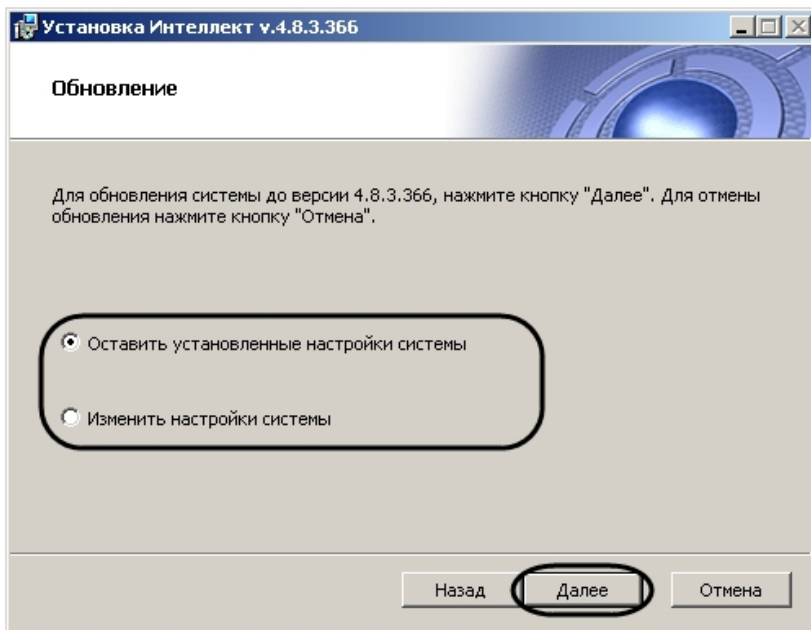 Установка Интеллект v.4.8.3.366
Обновление
Для обновления системы до версии 4.8.3.366, нажмите кнопку "Далее". Для отмены
обновления нажмите кнопку "Отмена".
Оставить установленные настройки системы
Изменить настройки системы
Назад
Далее
Отмена